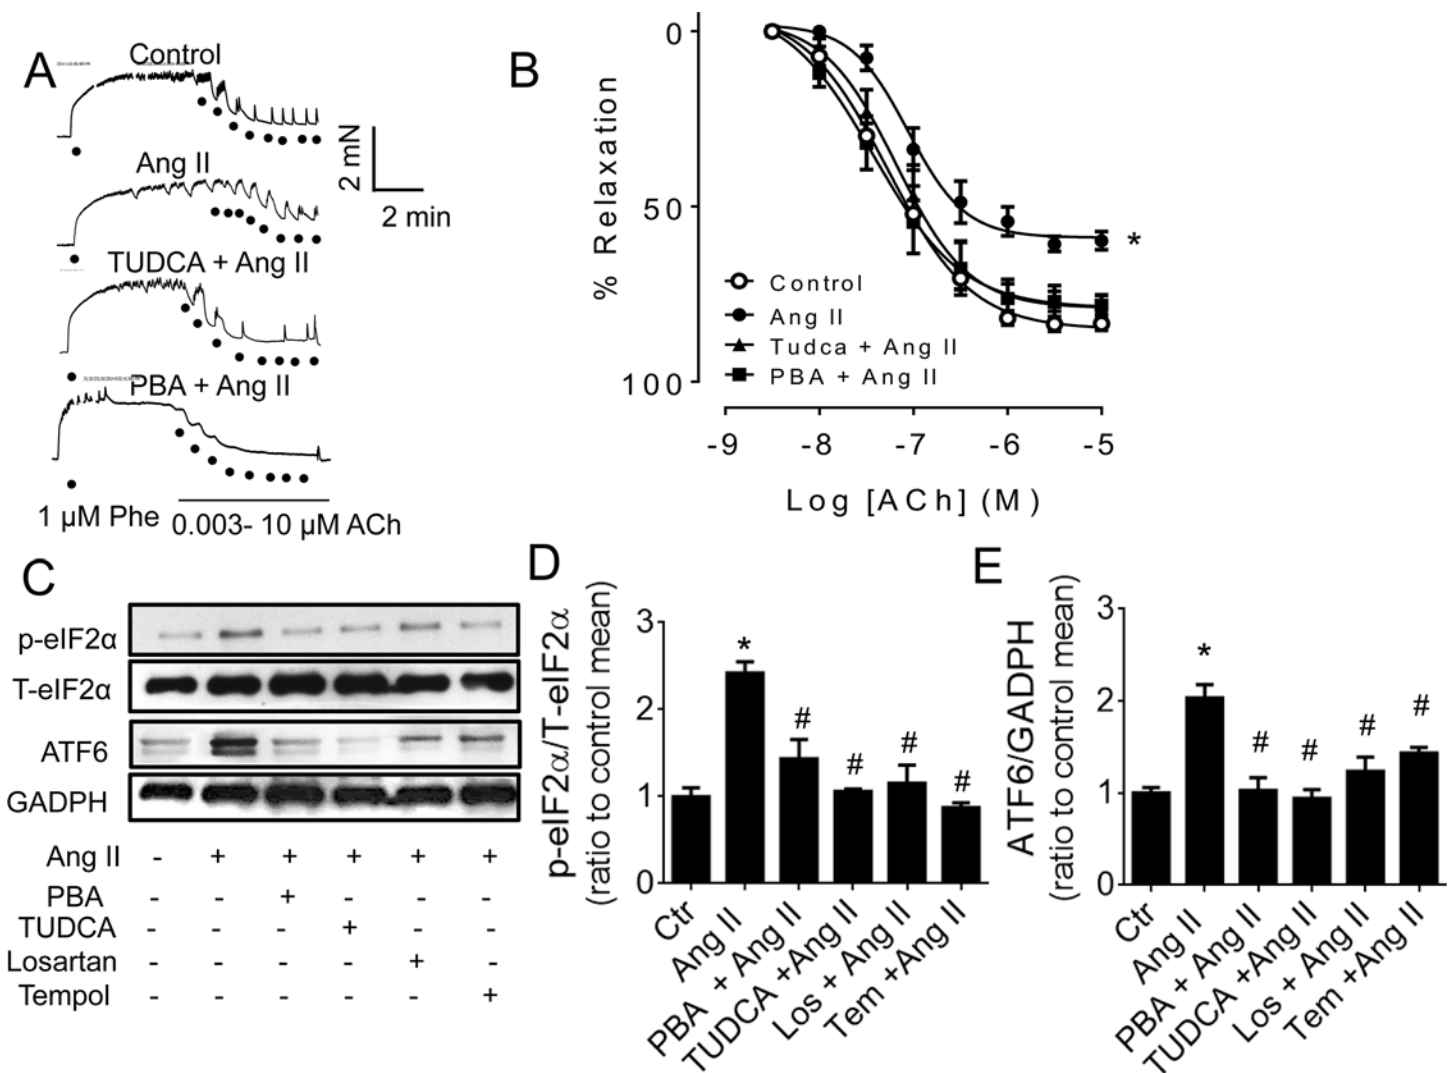 A
Control
Ang II
TUDCA + Ang II
PBA + Ang II
2 mN
2 min
1 µM Phe
0.003- 10 µM ACh
B
% Relaxation
0
50
100
Control
Ang II
Tudca + Ang II
PBA + Ang II
*
-9 -8 -7 -6 -5
Log [ACh] (M)
C
p-eIF2α
T-eIF2α
ATF6
GADPH
Ang II - + + + + +
PBA - - + - - -
TUDCA - - - + - -
Losartan - - - - + -
Tempol - - - - - +
D
p-eIF2α/T-eIF2α
(ratio to control mean)
3
2
1
0
* # # # #
Ctr
Ang II
PBA + Ang II
TUDCA +Ang II
Los + Ang II
Tem +Ang II
E
ATF6/GADPH
(ratio to control mean)
3
2
1
0
* # # # #
Ctr
Ang II
PBA + Ang II
TUDCA +Ang II
Los + Ang II
Tem +Ang II